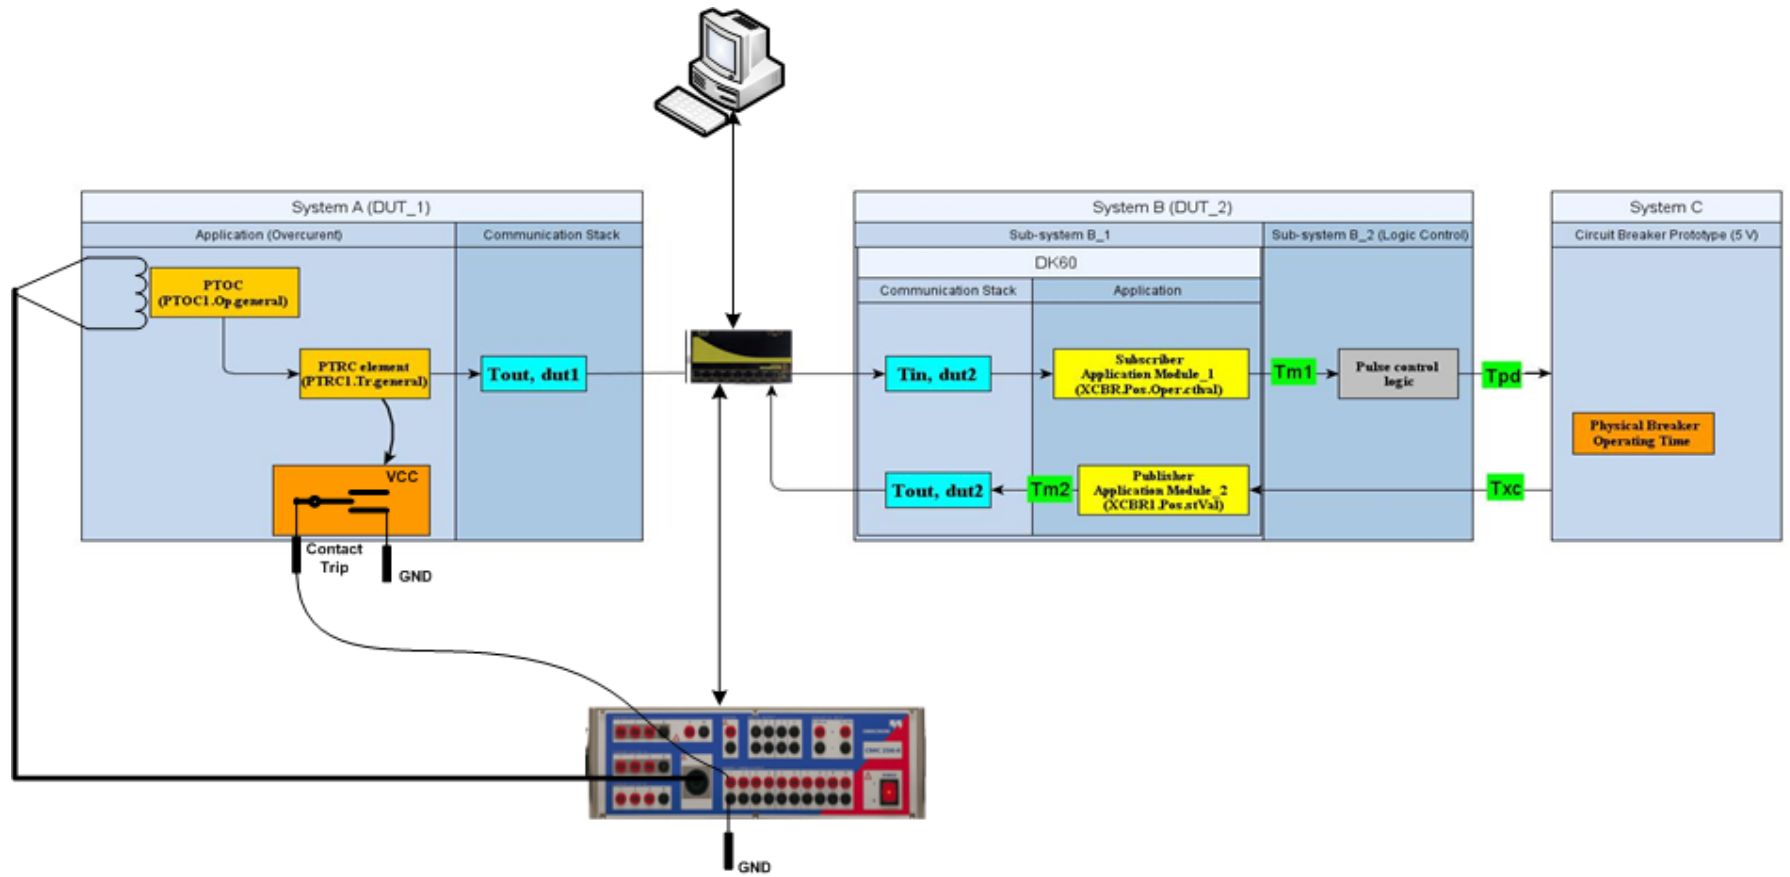 System A (DUT_1)
Application (Overcurent)
Communication Stack
PTOC
(PTOC1.Op.general)
PTRC element
(PTRC1.Tr.general)
Tout, dut1
VCC
Contact
Trip
GND
System B (DUT_2)
Sub-system B_1
Sub-system B_2 (Logic Control)
DK60
Communication Stack
Application
Tin, dut2
Subscriber
Application Module_1
(XCBR.Pos.Oper.ctlval)
Tm1
Pulse control
logic
Tpd
Tout, dut2
Tm2
Publisher
Application Module_2
(XCBR1.Pos.stVal)
Txc
System C
Circuit Breaker Prototype (5 V)
Physical Breaker
Operating Time
GND